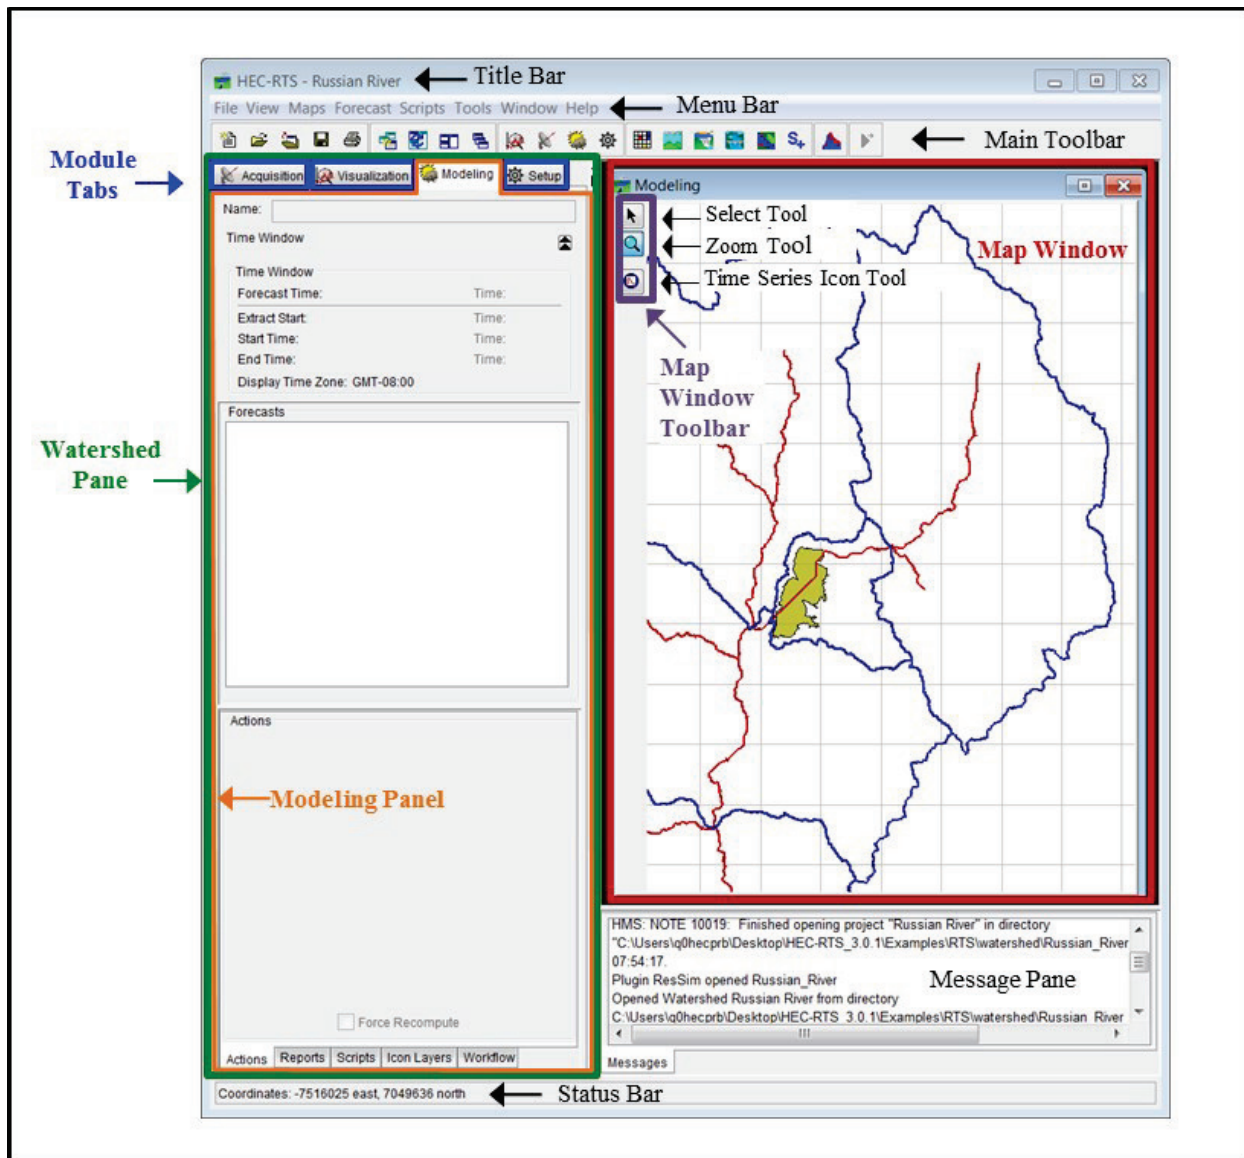 HEC-RTS - Russian River
Title Bar
File View Maps Forecast Scripts Tools Window Help
Menu Bar
S+
Main Toolbar
Module
Tabs
Acquisition
Visualization
Modeling
Setup
Name:
Time Window
Time Window
Forecast Time: Time:
Extract Start: Time:
Start Time: Time:
End Time: Time:
Display Time Zone: GMT-08:00
Forecasts
Watershed
Pane
Actions
Modeling Panel
Force Recompute
Actions Reports Scripts Icon Layers Workflow
Modeling
Select Tool
Zoom Tool
Time Series Icon Tool
Map Window
Map
Window
Toolbar
HMS: NOTE 10019: Finished opening project "Russian River" in directory
"C:\Users\q0hecprb\Desktop\HEC-RTS_3.0.1\Examples\RTS\watershed\Russian_River
07:54:17.
Plugin ResSim opened Russian_River
Opened Watershed Russian River from directory
C:\Users\q0hecprb\Desktop\HEC-RTS_3.0.1\Examples\RTS\watershed\Russian_River
Message Pane
Messages
Coordinates: -7516025 east, 7049636 north
Status Bar